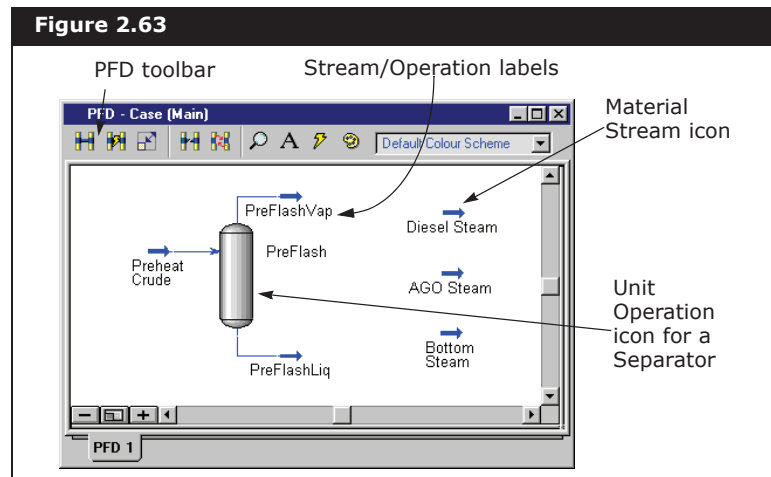 Figure 2.63
PFD toolbar
Stream/Operation labels
Material
Stream icon
PFD - Case (Main)
A
Default Colour Scheme
PreFlashVap
Diesel Steam
PreFlash
Preheat
Crude
AGO Steam
Unit
Operation
icon for a
Separator
Bottom
Steam
PreFlashLiq
PFD 1